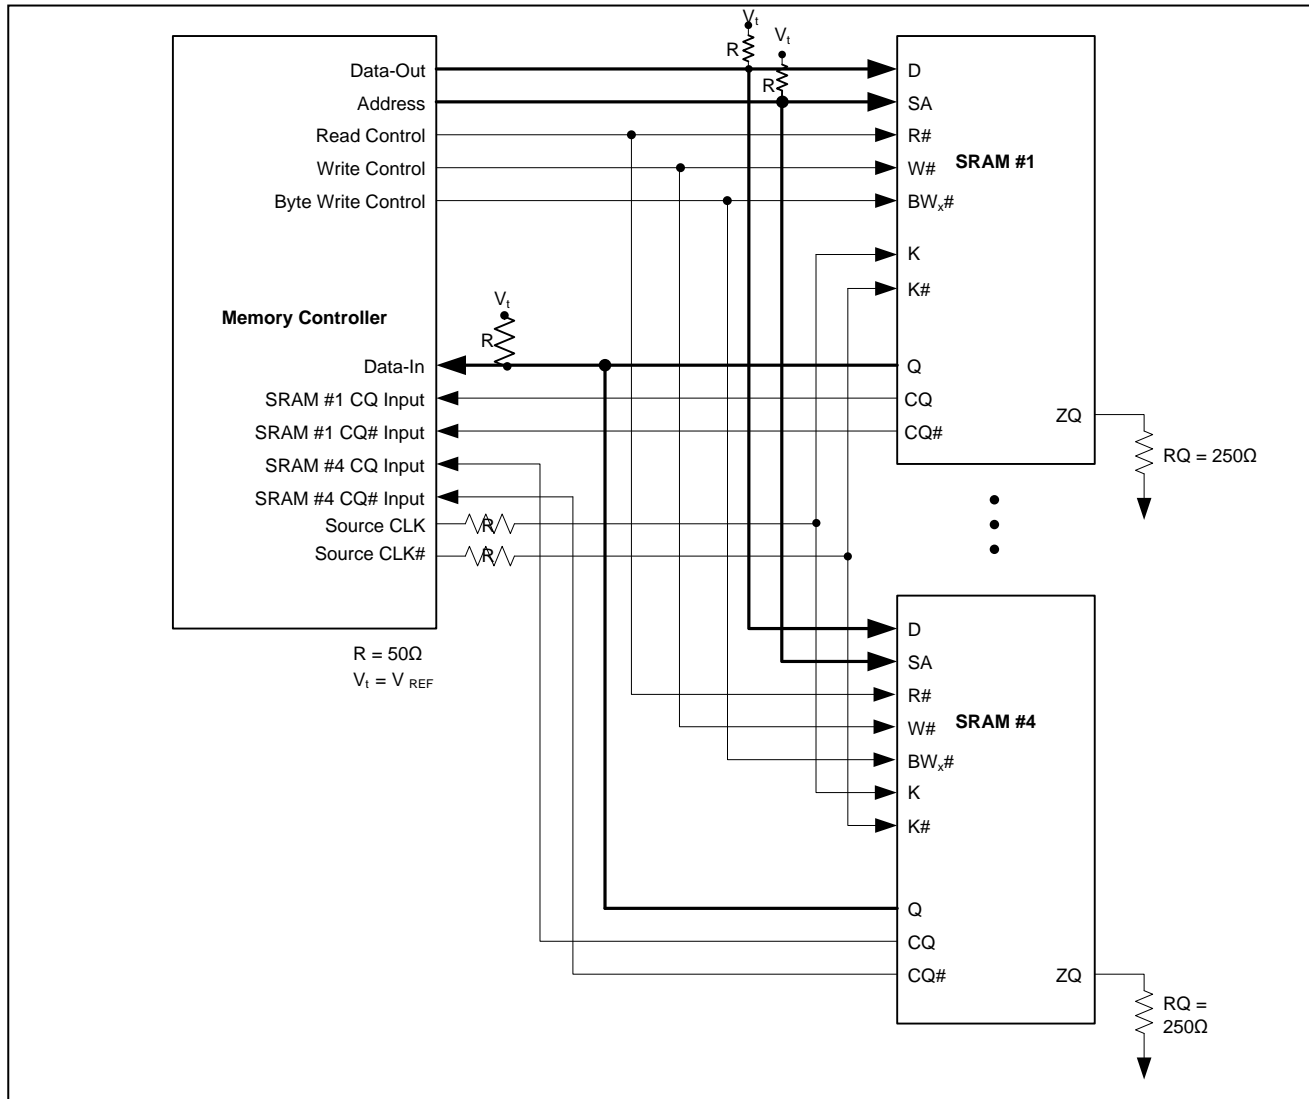 Vt
Vt
R
R
Data-Out
Address
Read Control
Write Control
Byte Write Control
Memory Controller
Vt
R
Data-In
SRAM #1 CQ Input
SRAM #1 CQ# Input
SRAM #4 CQ Input
SRAM #4 CQ# Input
Source CLK
R
Source CLK#
R
R = 50Ω
Vt = V REF
D
SA
R#
SRAM #1
W#
BWx#
K
K#
Q
CQ
ZQ
CQ#
RQ = 250Ω
D
SA
R#
SRAM #4
W#
BWx#
K
K#
Q
CQ
CQ#
ZQ
RQ =
250Ω